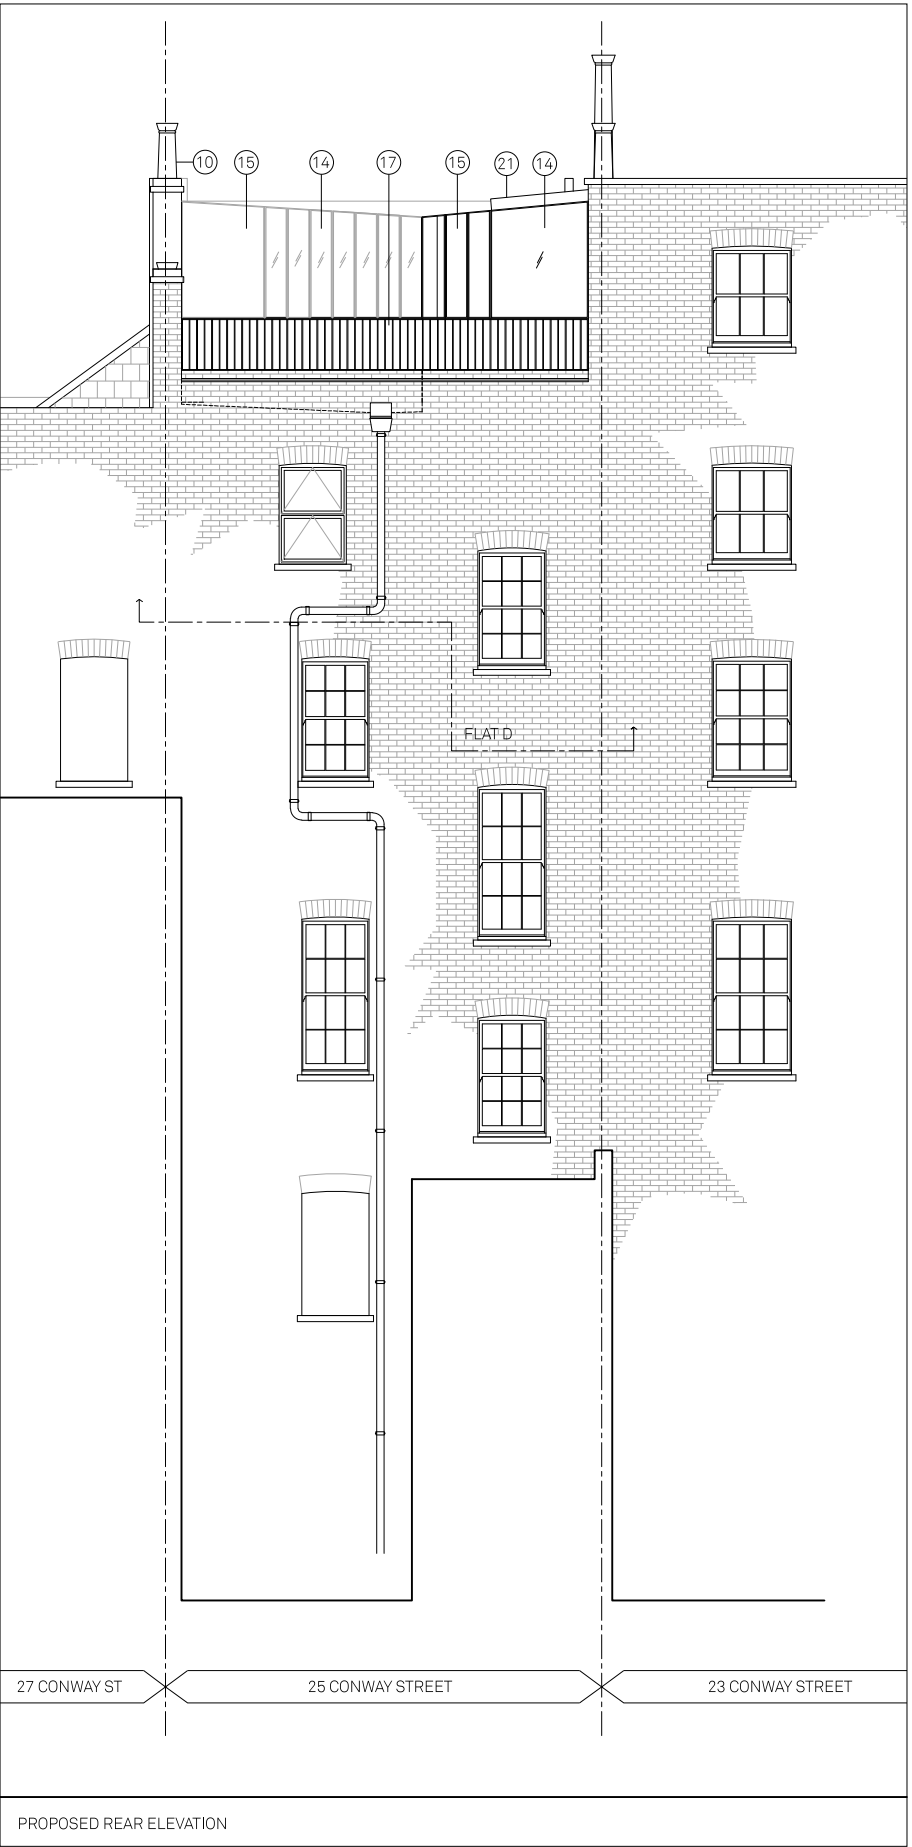 10 15 14 17 15 21 14
FLAT D
27 CONWAY ST 25 CONWAY STREET 23 CONWAY STREET
PROPOSED REAR ELEVATION